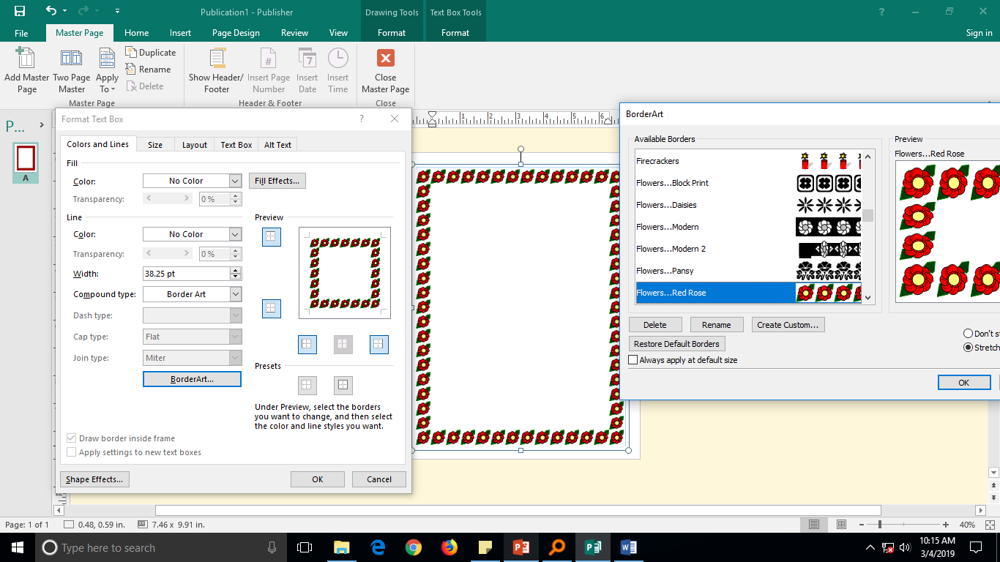 Publication1 - Publisher
Drawing Tools
Text Box Tools
?
File
Master Page
Home
Insert
Page Design
Review
View
Format
Format
Sign in
Add Master Page
Two Page Master
Apply To
Duplicate
Rename
Delete
Master Page
Show Header/ Footer
Insert Page Number
Insert Date
Insert Time
Header & Footer
Close Master Page
Close
P...
A
1 2 3 4 5 6
Format Text Box
?
Colors and Lines
Size
Layout
Text Box
Alt Text
Fill
Color:
No Color
Fill Effects...
Transparency:
0 %
Line
Color:
No Color
Transparency:
0 %
Width:
38.25 pt
Compound type:
Border Art
Dash type:
Cap type:
Flat
Join type:
Miter
BorderArt...
Preview
Presets
Under Preview, select the borders
you want to change, and then select
the color and line styles you want.
Draw border inside frame
Apply settings to new text boxes
Shape Effects...
OK
Cancel
BorderArt
Available Borders
Firecrackers
Flowers...Block Print
Flowers...Daisies
Flowers...Modern
Flowers...Modern 2
Flowers...Pansy
Flowers...Red Rose
Preview
Flowers...Red Rose
Delete
Rename
Create Custom...
Restore Default Borders
Always apply at default size
Don't st
Stretch
OK
Page: 1 of 1
0.48, 0.59 in.
7.46 x 9.91 in.
40%
Type here to search
10:15 AM
3/4/2019